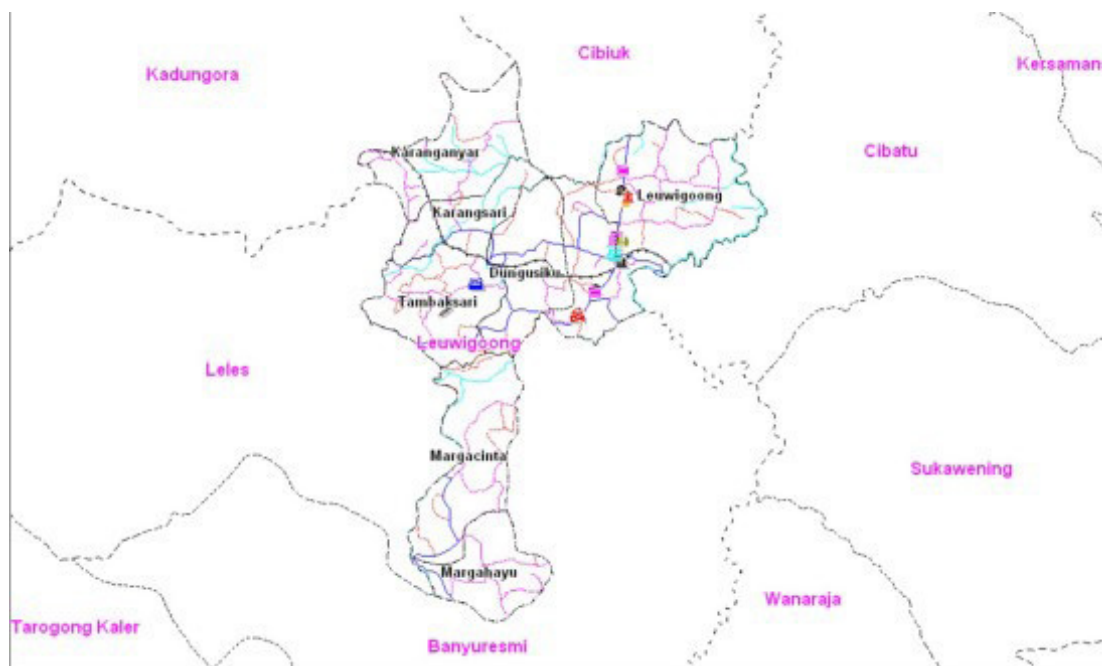 Cibiuk
Kersaman
Kadungora
Cibatu
Karanganyar
Leuwigoong
Karangsari
Dungusiku
Tambaksari
Leuwigoong
Leles
Margacinta
Sukawening
Margahayu
Wanaraja
Tarogong Kaler
Banyuresmi